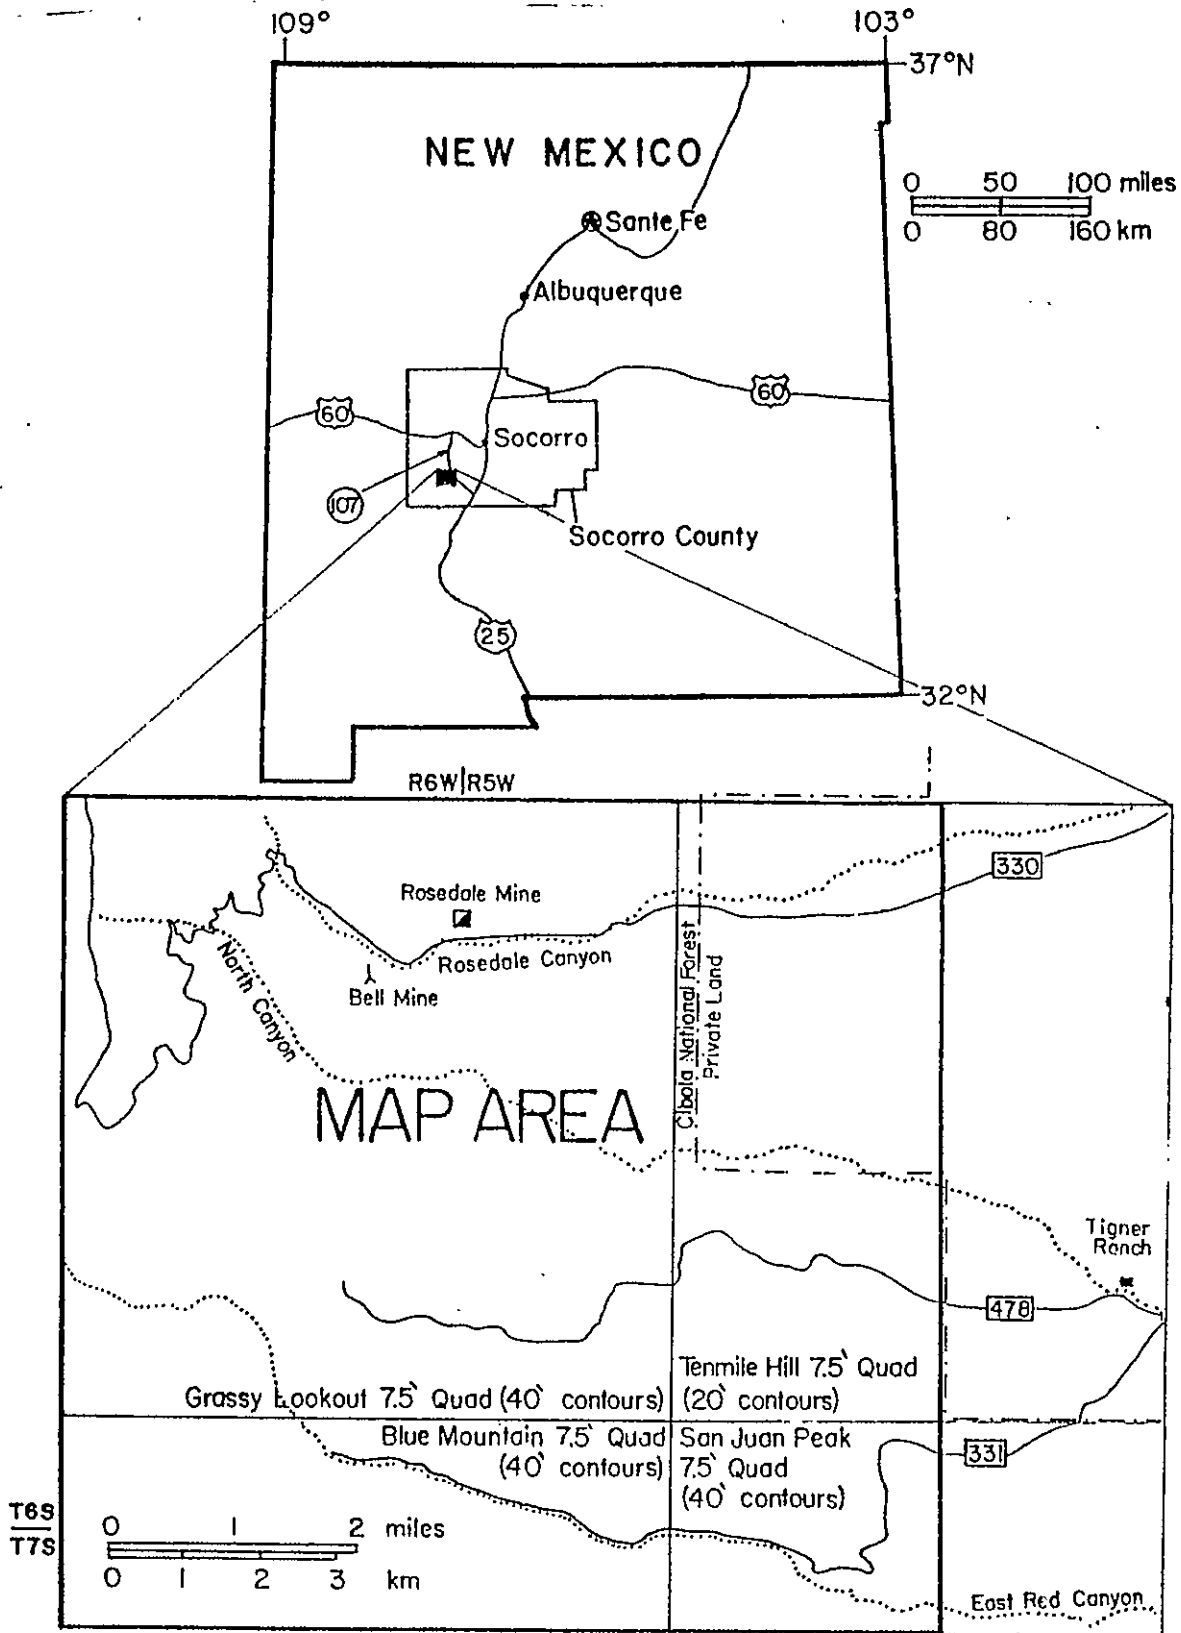 109° 103°
37°N
NEW MEXICO
0 50 100 miles
0 80 160 km
Sante Fe
Albuquerque
60
60
Socorro
107
Socorro County
25
32°N
R6W|R5W
330
Rosedale Mine
Rosedale Canyon
North Canyon
Bell Mine
Cibola National Forest
Private Land
MAP AREA
Tigner
Ranch
478
Tenmile Hill 7.5' Quad
(20' contours)
Grassy Lookout 7.5' Quad (40' contours)
Blue Mountain 7.5' Quad
(40' contours)
San Juan Peak
7.5' Quad
(40' contours)
331
T6S
T7S
0 1 2 miles
0 1 2 3 km
East Red Canyon